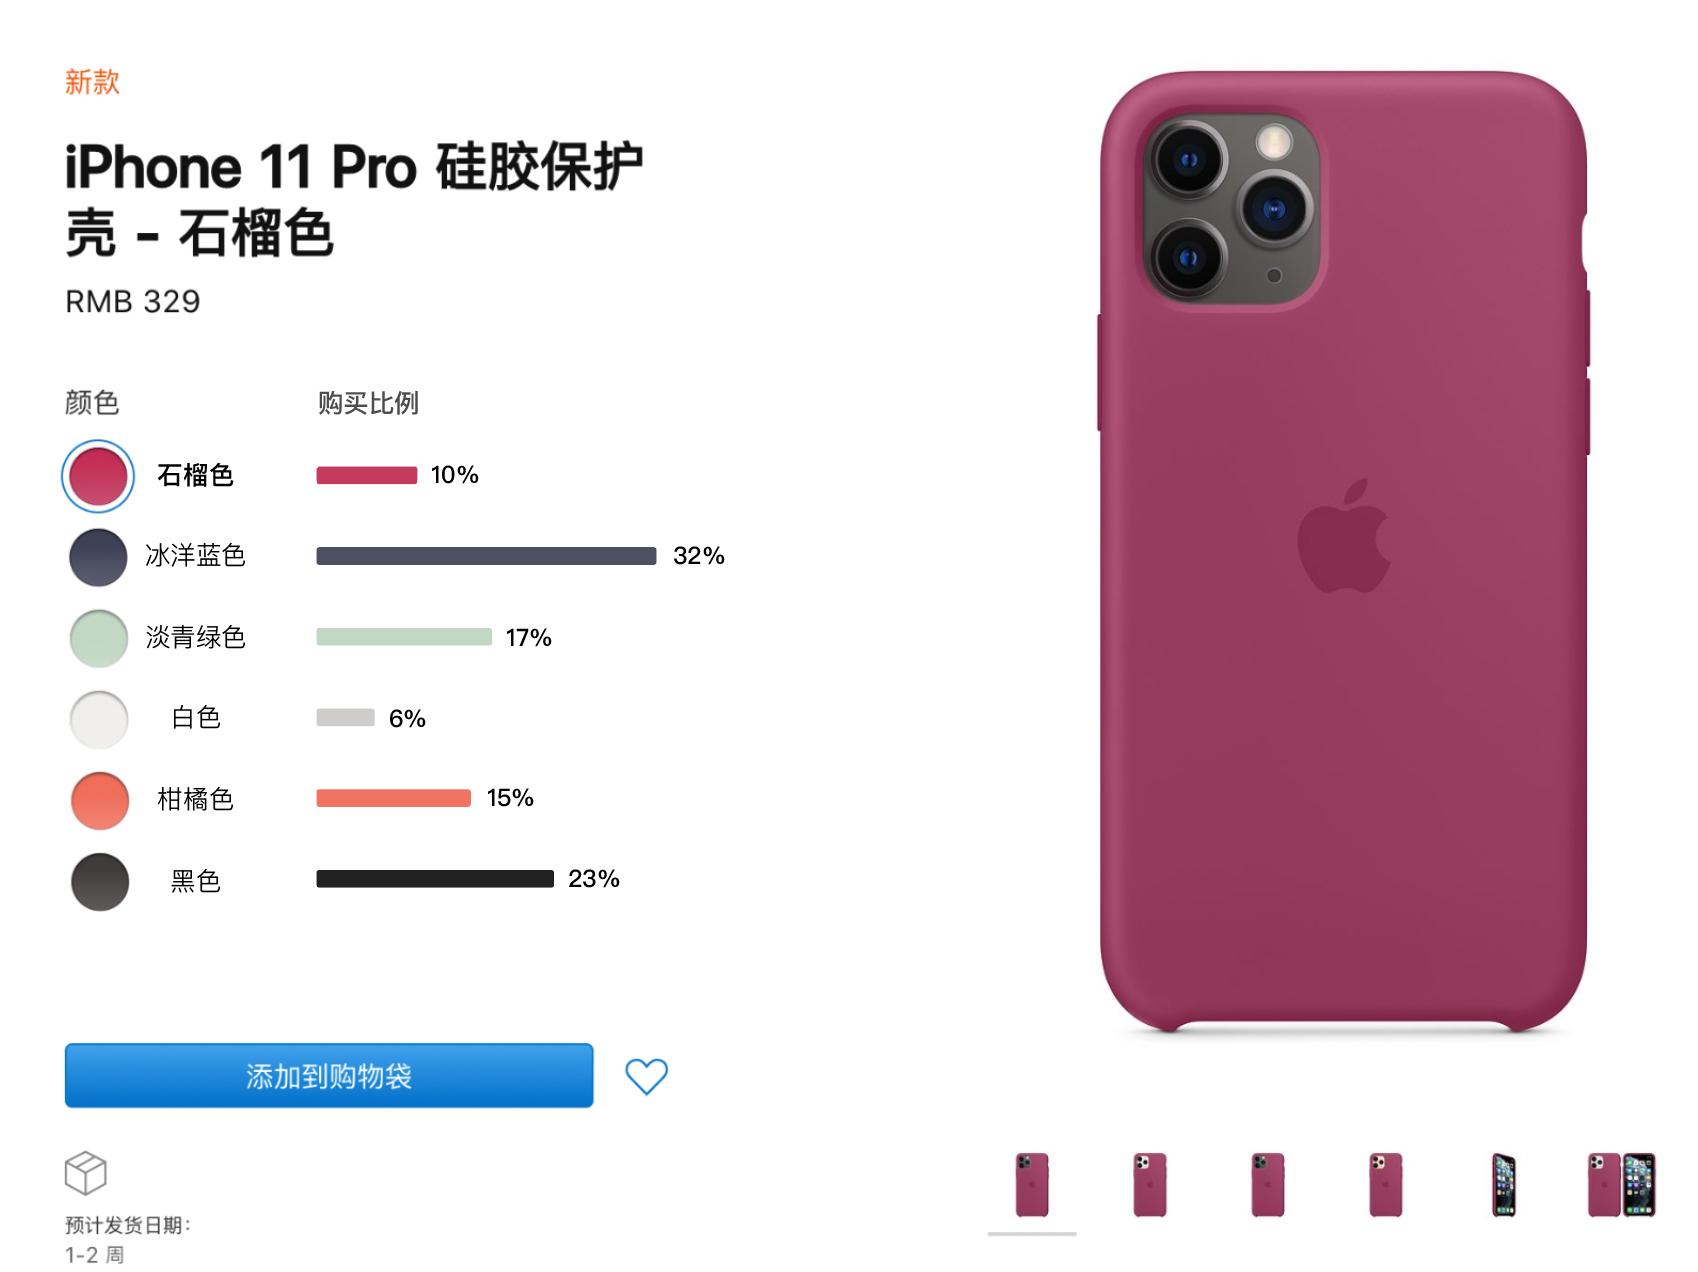 新款
iPhone 11 Pro 硅胶保护
壳 - 石榴色
RMB 329
颜色 购买比例
石榴色 10%
冰洋蓝色 32%
淡青绿色 17%
白色 6%
柑橘色 15%
黑色 23%
添加到购物袋
预计发货日期：
1-2 周